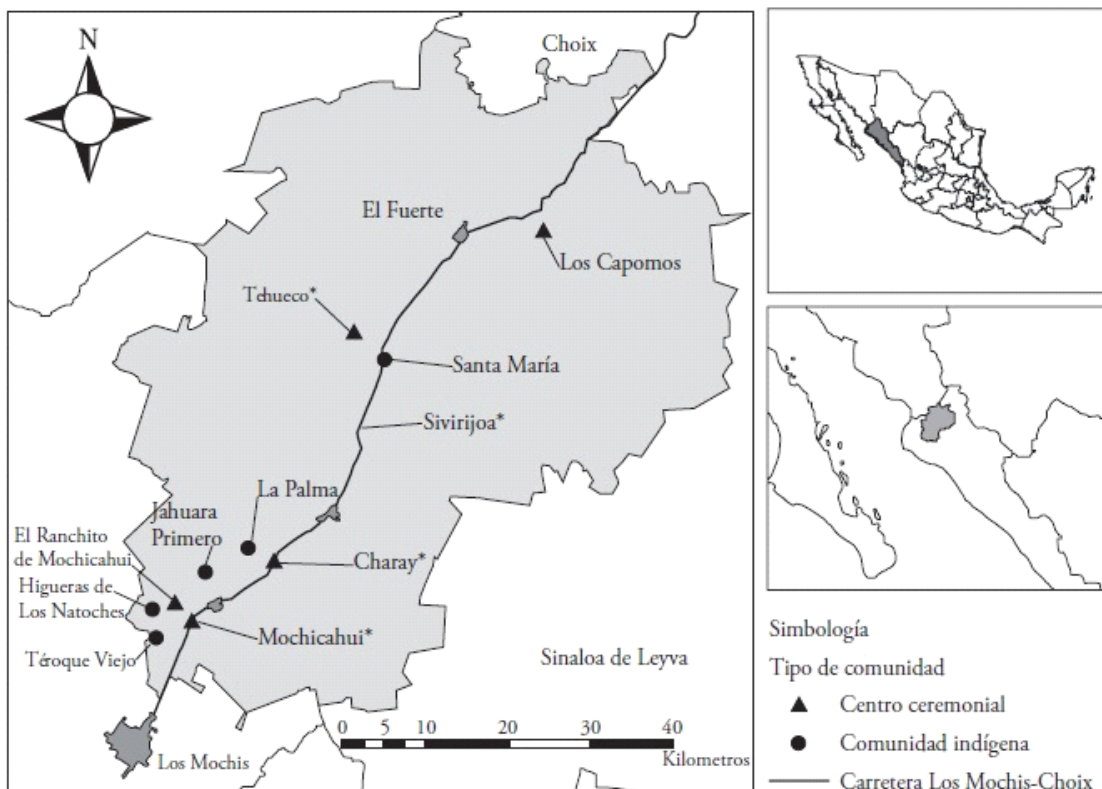 N
Choix
El Fuerte
Los Capomos
Tehueco*
Santa María
Sivirijoa*
La Palma
Jahuara
Primero
El Ranchito
de Mochicahui
Charay*
Higueras de
Los Natoches
Mochicahui*
Téroque Viejo
Sinaloa de Leyva
0 5 10 20 30 40
Kilometros
Los Mochis
Simbología
Tipo de comunidad
Centro ceremonial
Comunidad indígena
Carretera Los Mochis-Choix